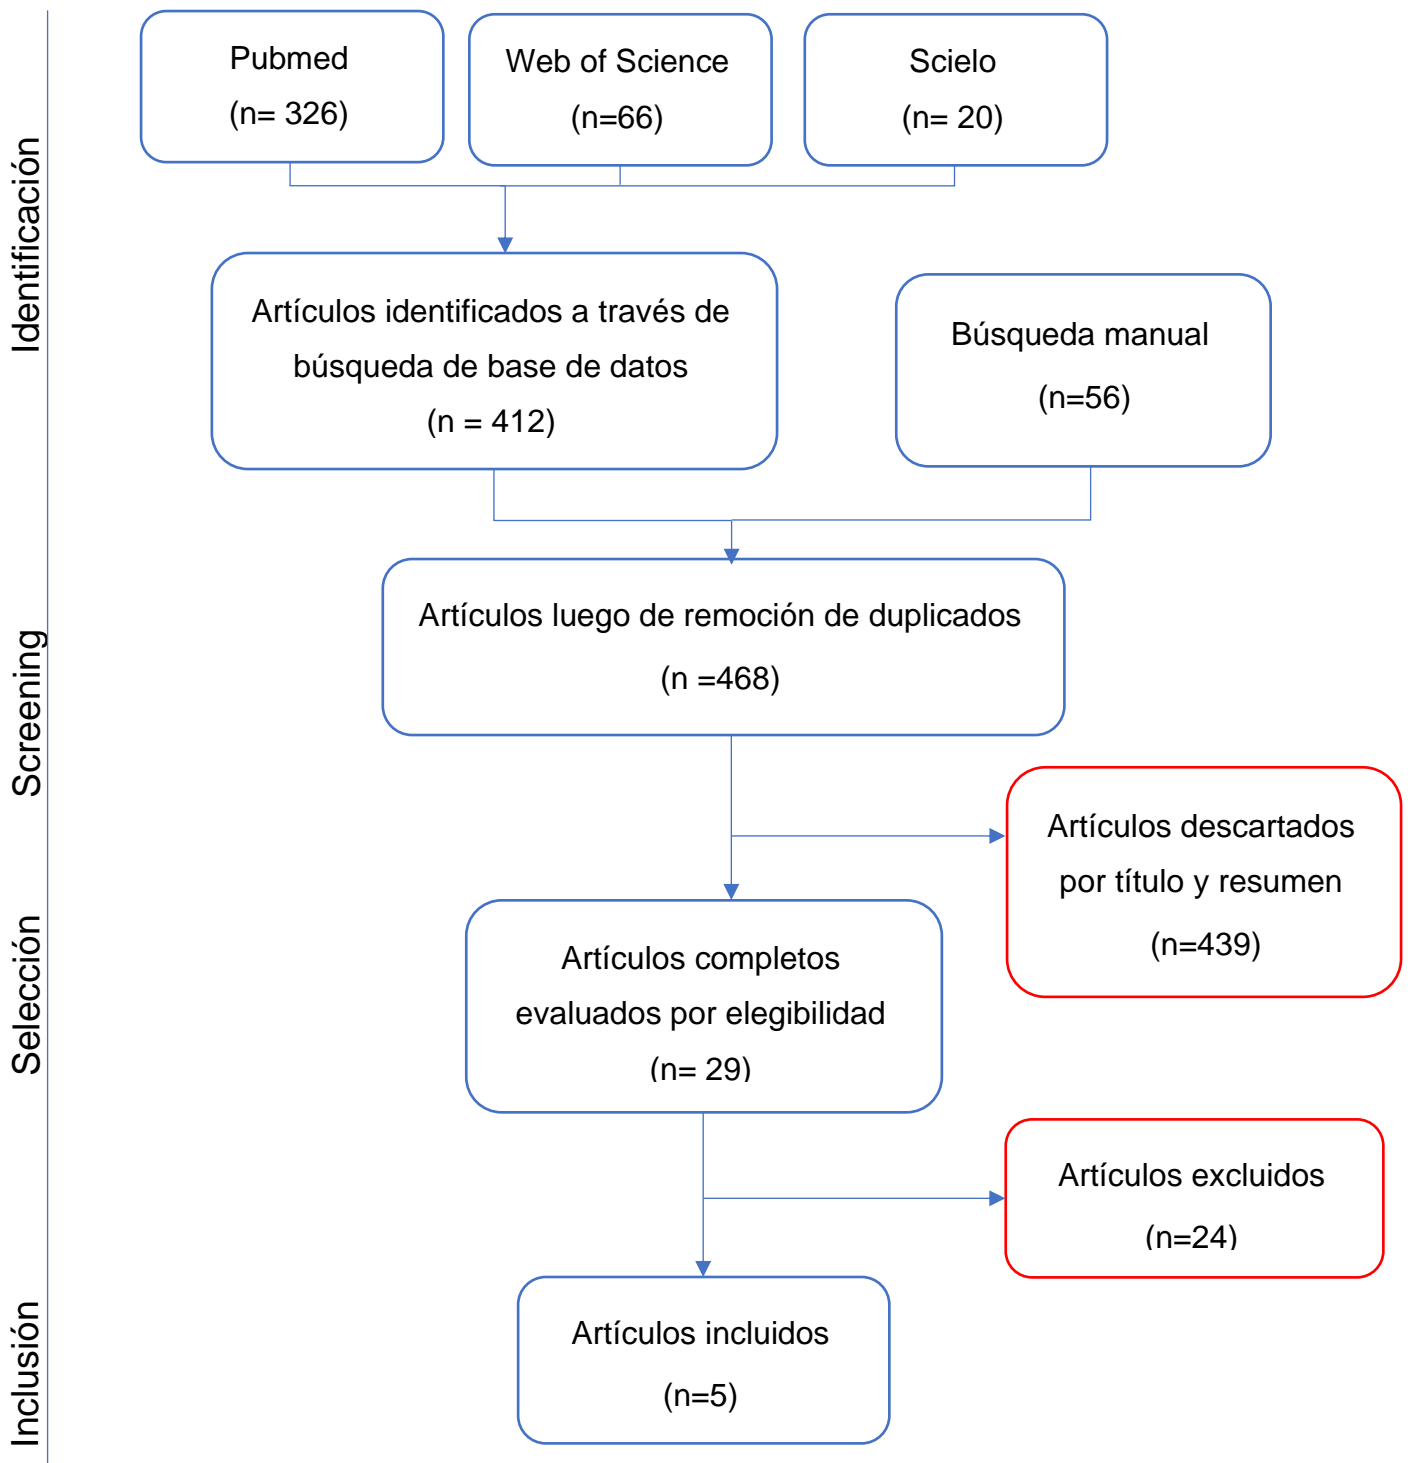 Identificación
Pubmed
(n= 326)
Web of Science
(n=66)
Scielo
(n= 20)
Artículos identificados a través de
búsqueda de base de datos
(n = 412)
Búsqueda manual
(n=56)
Screening
Artículos luego de remoción de duplicados
(n =468)
Artículos descartados
por título y resumen
(n=439)
Selección
Artículos completos
evaluados por elegibilidad
(n= 29)
Artículos excluidos
(n=24)
Inclusión
Artículos incluidos
(n=5)